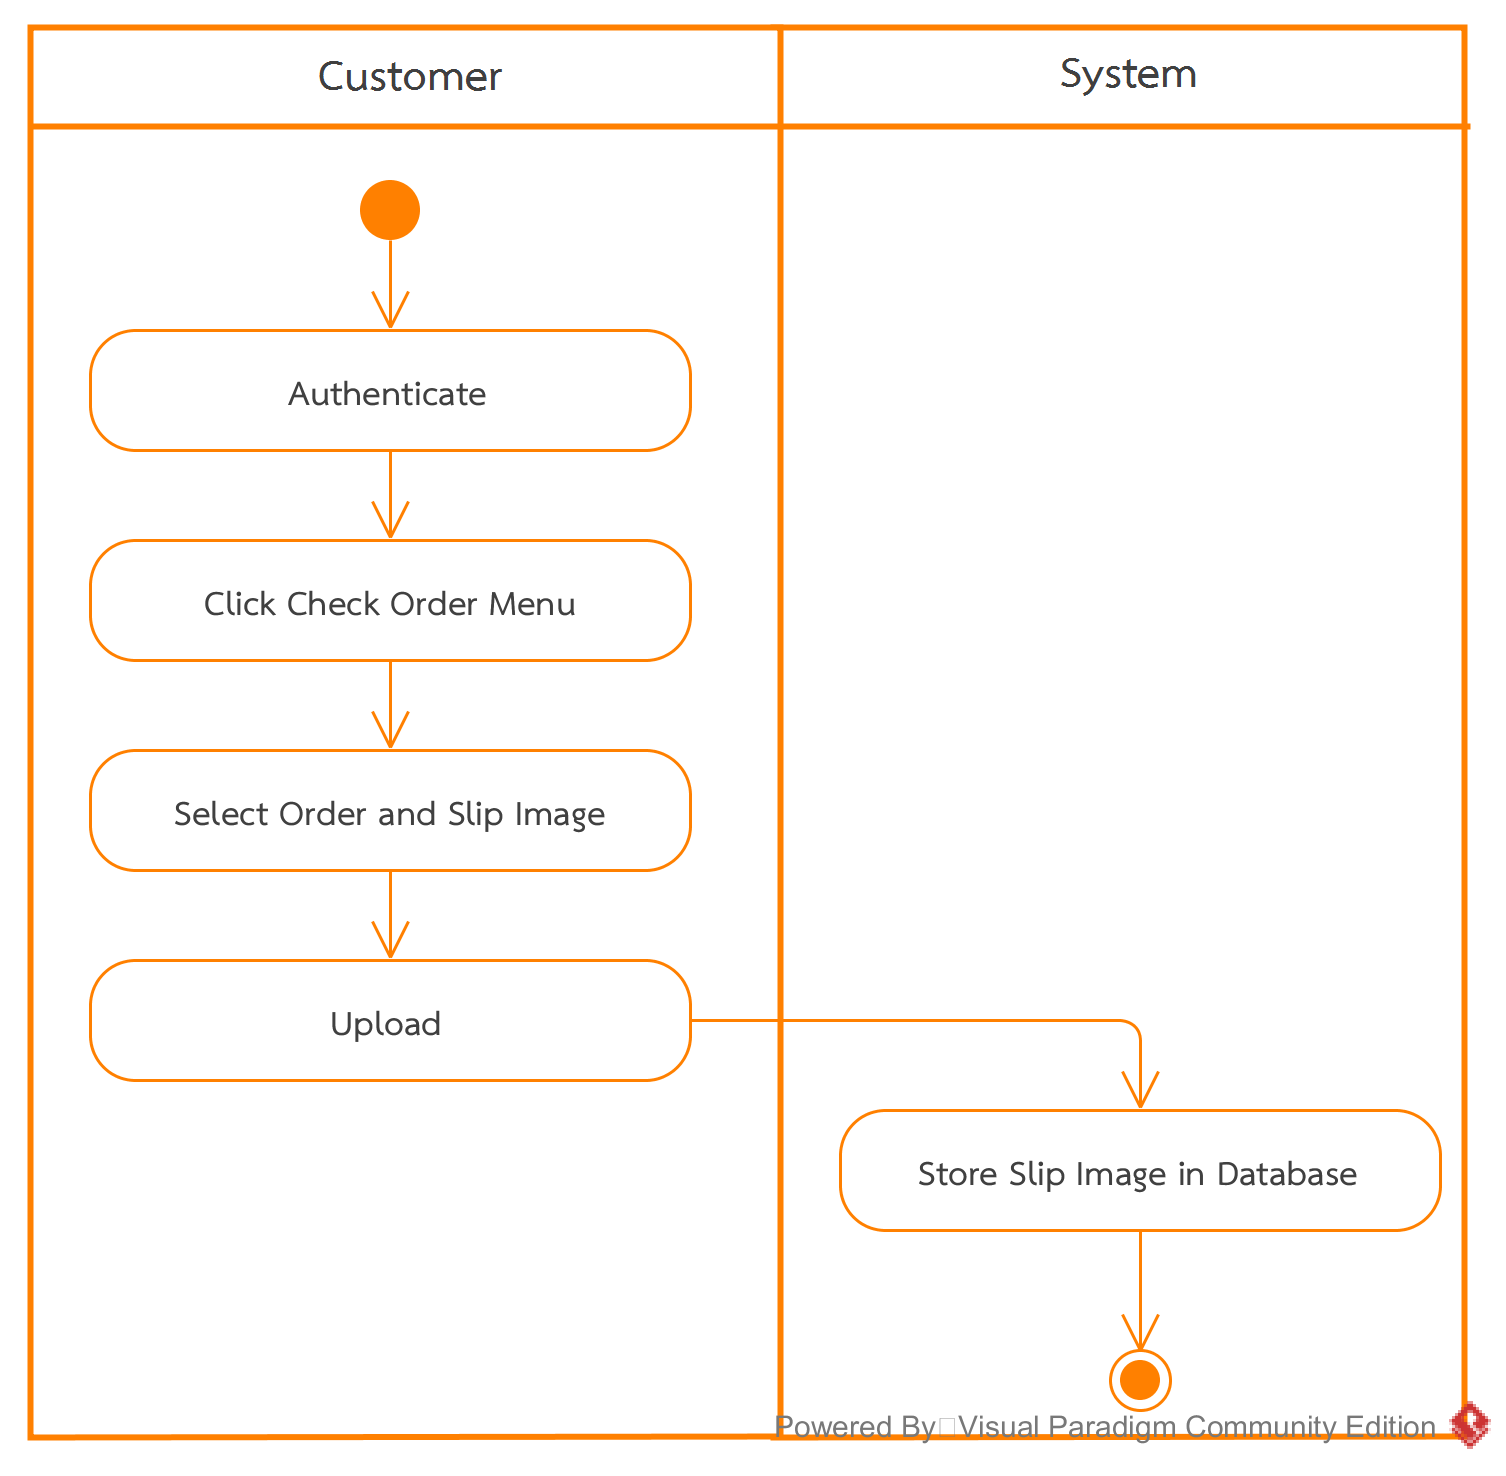 Customer
System
Authenticate
Click Check Order Menu
Select Order and Slip Image
Upload
Store Slip Image in Database
Powered By Visual Paradigm Community Edition